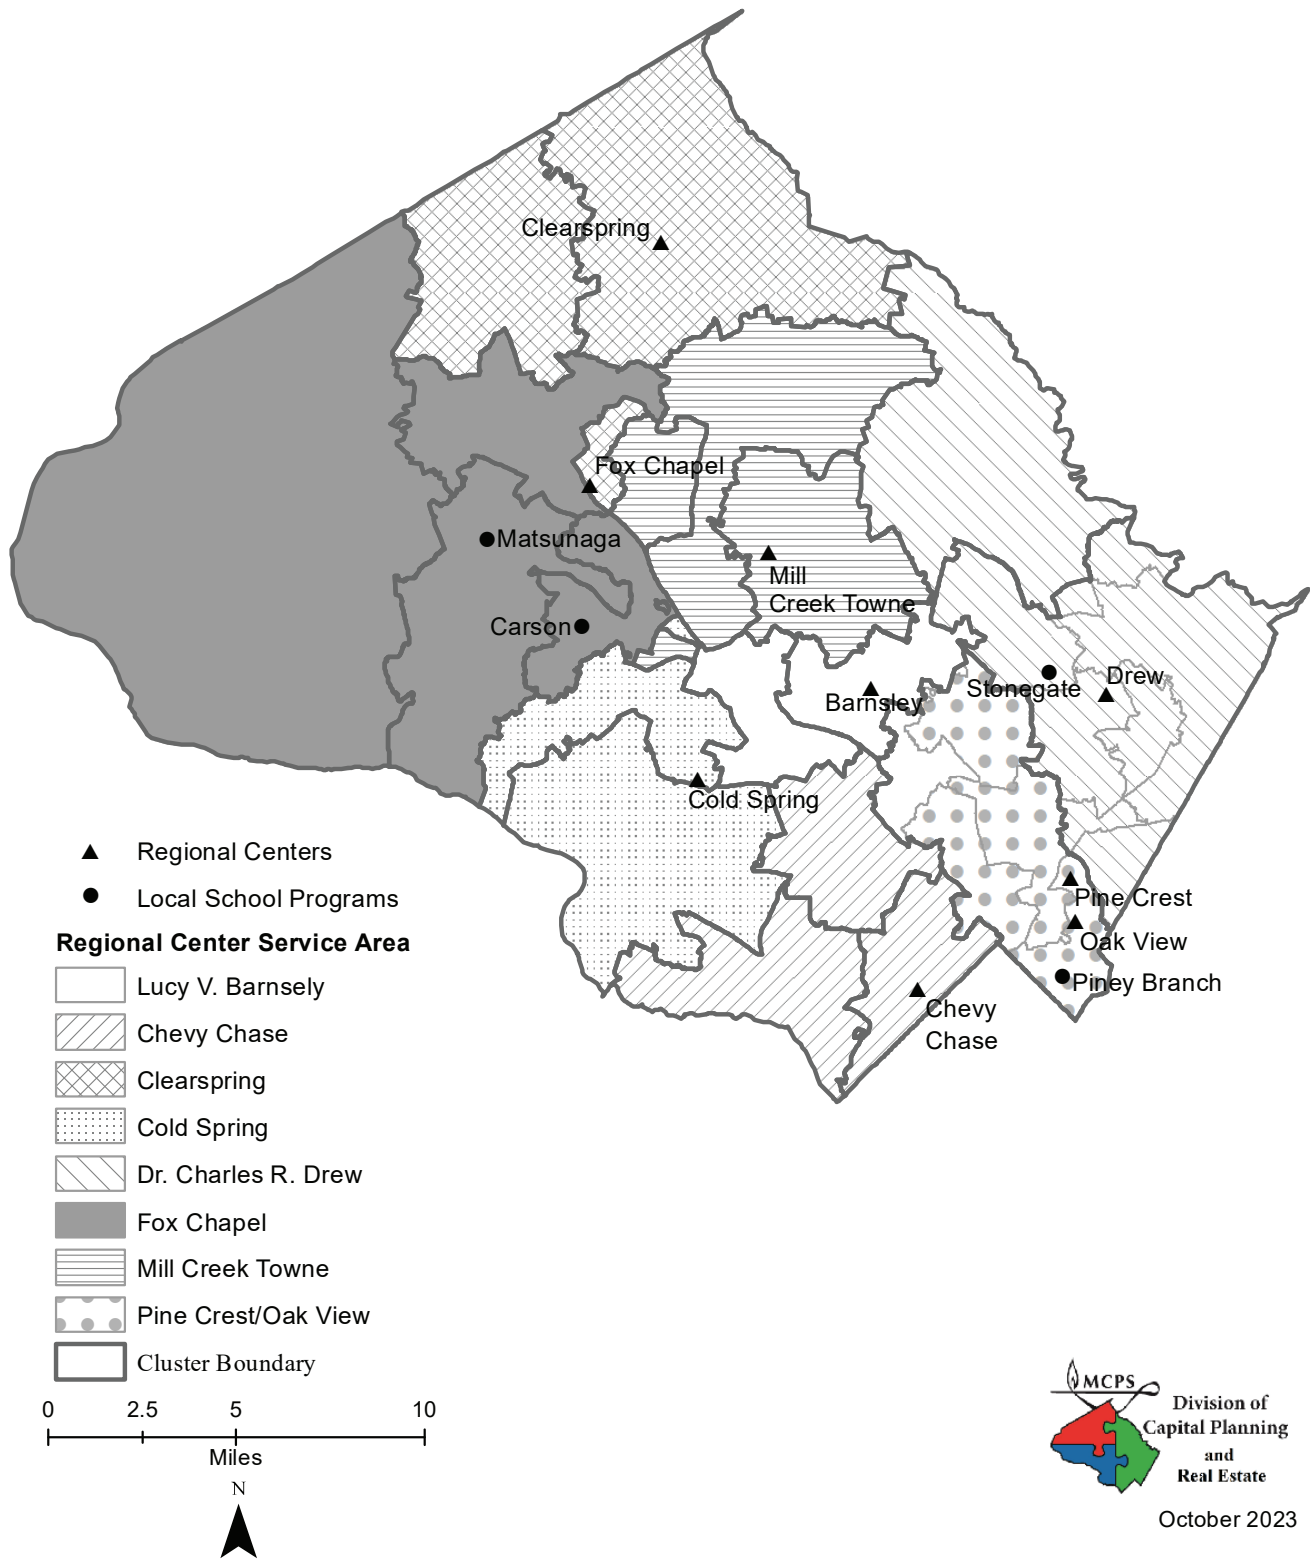 Clearspring
Fox Chapel
Matsunaga
Mill
Creek Towne
Carson
Drew
Stonegate
Barnsley
Cold Spring
Pine Crest
Oak View
Piney Branch
Chevy
Chase
Regional Centers
Local School Programs
Regional Center Service Area
Lucy V. Barnsely
Chevy Chase
Clearspring
Cold Spring
Dr. Charles R. Drew
Fox Chapel
Mill Creek Towne
Pine Crest/Oak View
Cluster Boundary
0 2.5 5 10
Miles
N
MCPS
Division of
Capital Planning
and
Real Estate
October 2023